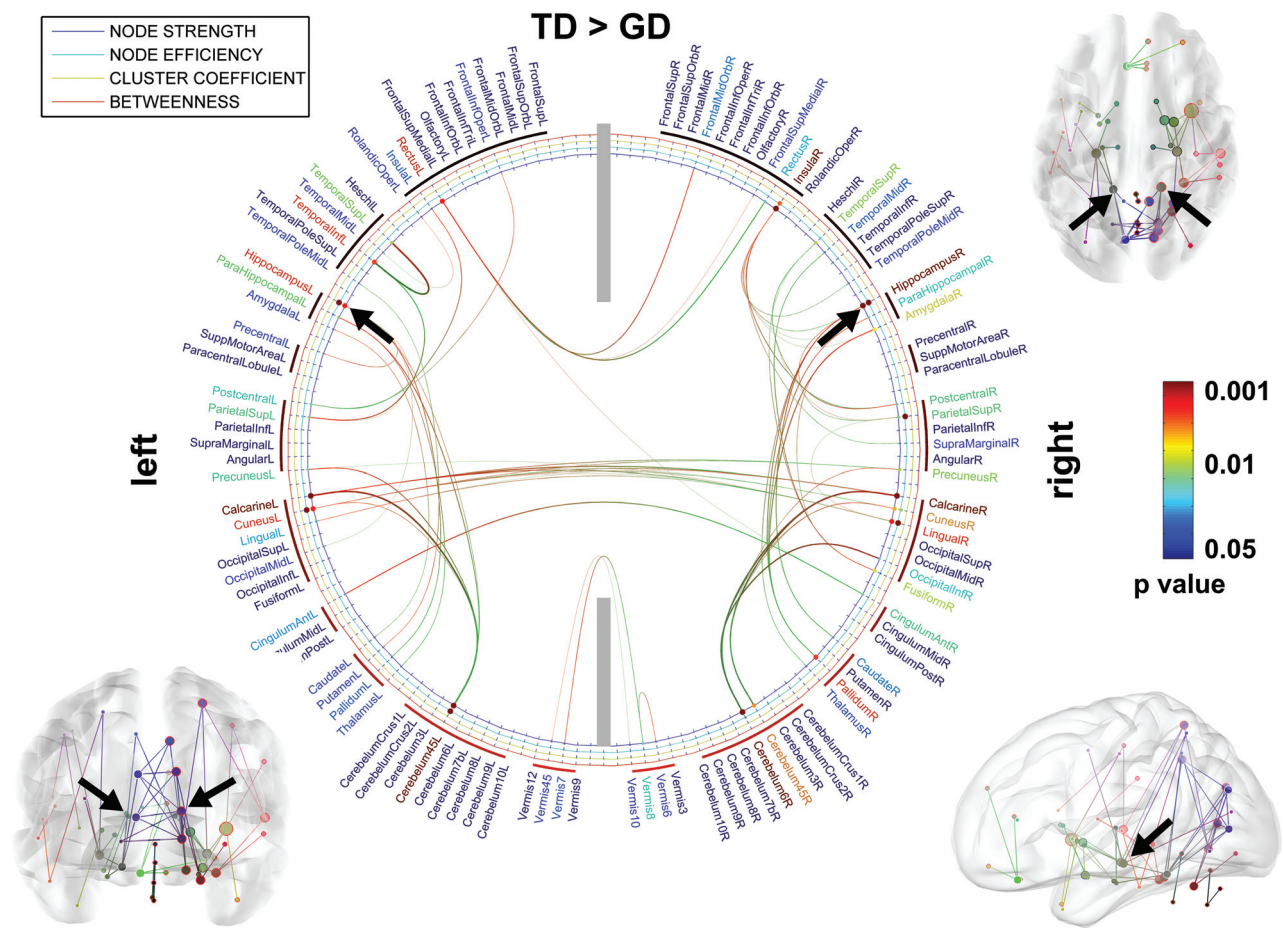 TD > GD
NODE STRENGTH
NODE EFFICIENCY
CLUSTER COEFFICIENT
BETWEENNESS
FrontalSupL
FrontalSupOrbL
FrontalMidL
FrontalMidOrbL
FrontalInfOperL
FrontalInfTriL
FrontalInfOrbL
OlfactoryL
FrontalSupMedialL
RectusL
InsulaL
RolandicOperL
HeschlL
TemporalSupL
TemporalMidL
TemporalInfL
TemporalPoleSupL
TemporalPoleMidL
HippocampusL
ParaHippocampalL
AmygdalaL
PrecentralL
SuppMotorAreaL
ParacentralLobuleL
PostcentralL
ParietalSupL
ParietalInfL
SupraMarginalL
AngularL
PrecuneusL
CalcarineL
CuneusL
LingualL
OccipitalSupL
OccipitalMidL
OccipitalInfL
FusiformL
CingulumAntL
ngulumMidL
nPostL
CaudateL
PutamenL
PallidumL
ThalamusL
CerebelumCrus1L
CerebelumCrus2L
Cerebelum3L
Cerebelum45L
Cerebelum6L
Cerebelum7bL
Cerebelum8L
Cerebelum9L
Cerebelum10L
Vermis12
Vermis45
Vermis7
Vermis9
Vermis10
Vermis8
Vermis6
Vermis3
FrontalSupR
FrontalSupOrbR
FrontalMidR
FrontalMidOrbR
FrontalInfOperR
FrontalInfTriR
FrontalInfOrbR
OlfactoryR
FrontalSupMedialR
RectusR
InsulaR
RolandicOperR
HeschlR
TemporalSupR
TemporalMidR
TemporalInfR
TemporalPoleSupR
TemporalPoleMidR
HippocampusR
ParaHippocampalR
AmygdalaR
PrecentralR
SuppMotorAreaR
ParacentralLobuleR
PostcentralR
ParietalSupR
ParietalInfR
SupraMarginalR
AngularR
PrecuneusR
CalcarineR
CuneusR
LingualR
OccipitalSupR
OccipitalMidR
OccipitalInfR
FusiformR
CingulumAntR
CingulumMidR
CingulumPostR
CaudateR
PutamenR
PallidumR
ThalamusR
CerebelumCrus1R
CerebelumCrus2R
Cerebelum3R
Cerebelum45R
Cerebelum6R
Cerebelum7bR
Cerebelum8R
Cerebelum9R
Cerebelum10R
left
right
0.001
0.01
0.05
p value